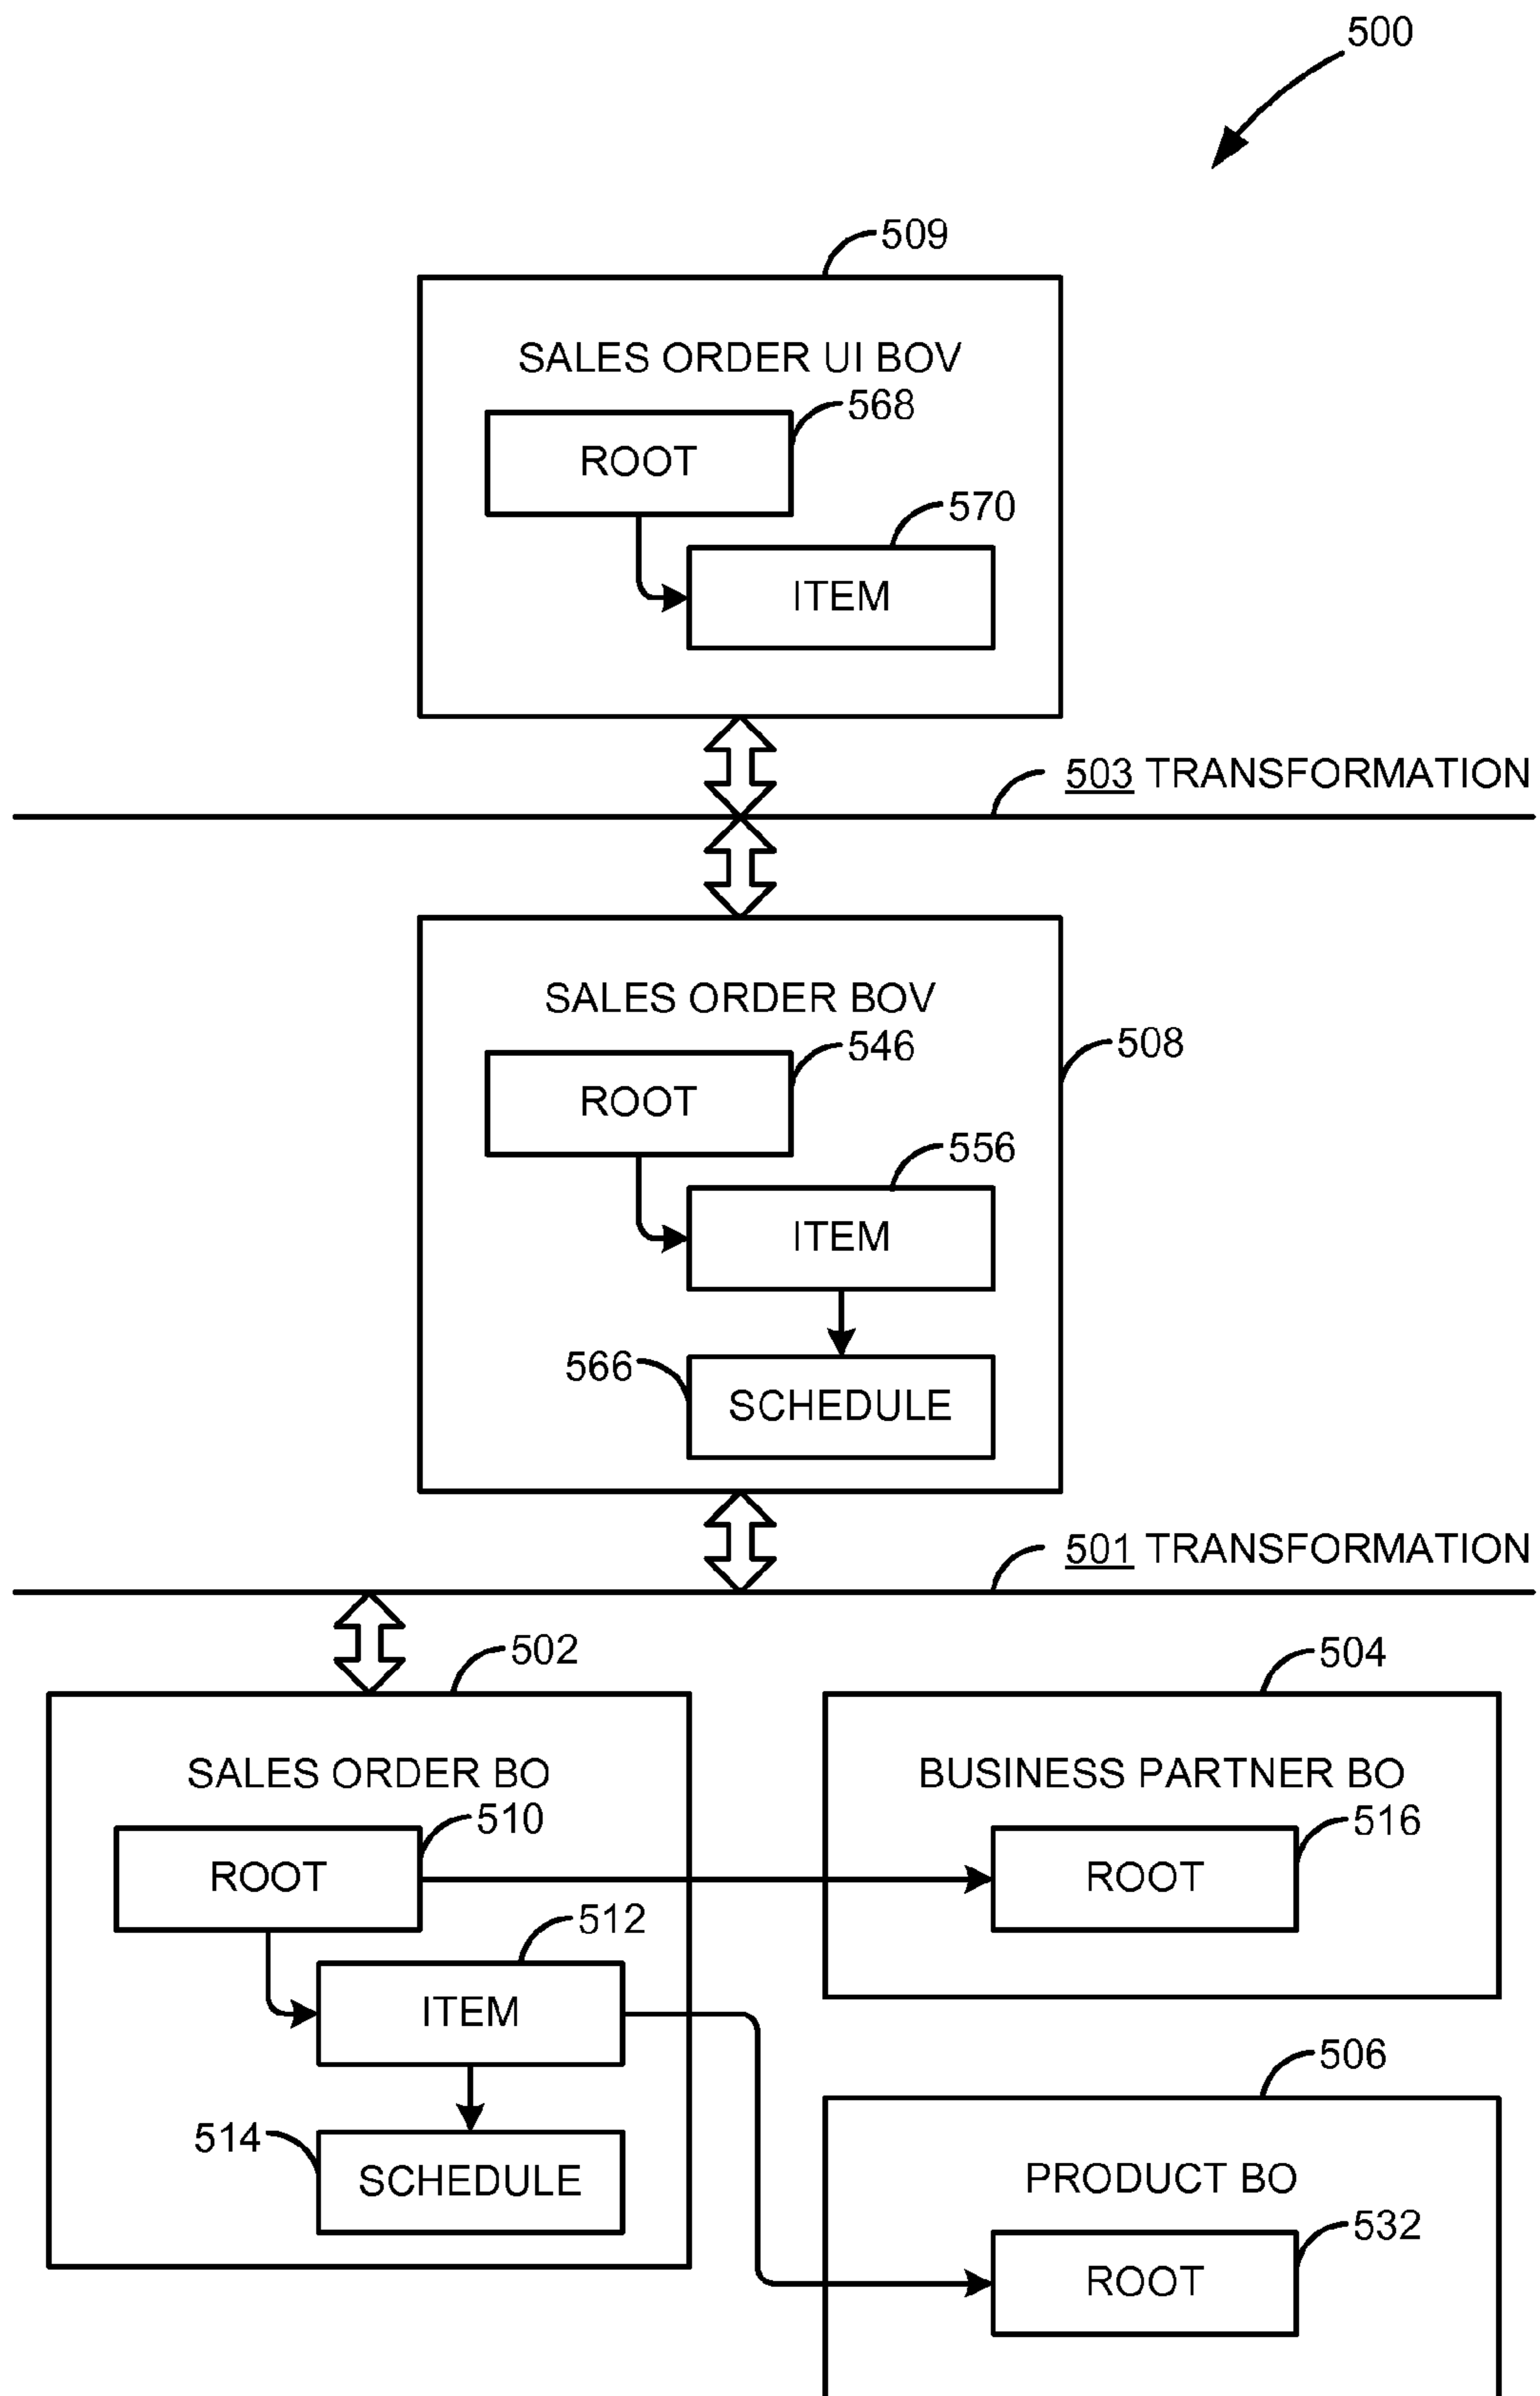 500
509
SALES ORDER UI BOV
568
ROOT
570
ITEM
503 TRANSFORMATION
SALES ORDER BOV
546
508
ROOT
556
ITEM
566
SCHEDULE
501 TRANSFORMATION
502
504
SALES ORDER BO
BUSINESS PARTNER BO
510
516
ROOT
ROOT
512
ITEM
506
514
SCHEDULE
PRODUCT BO
532
ROOT